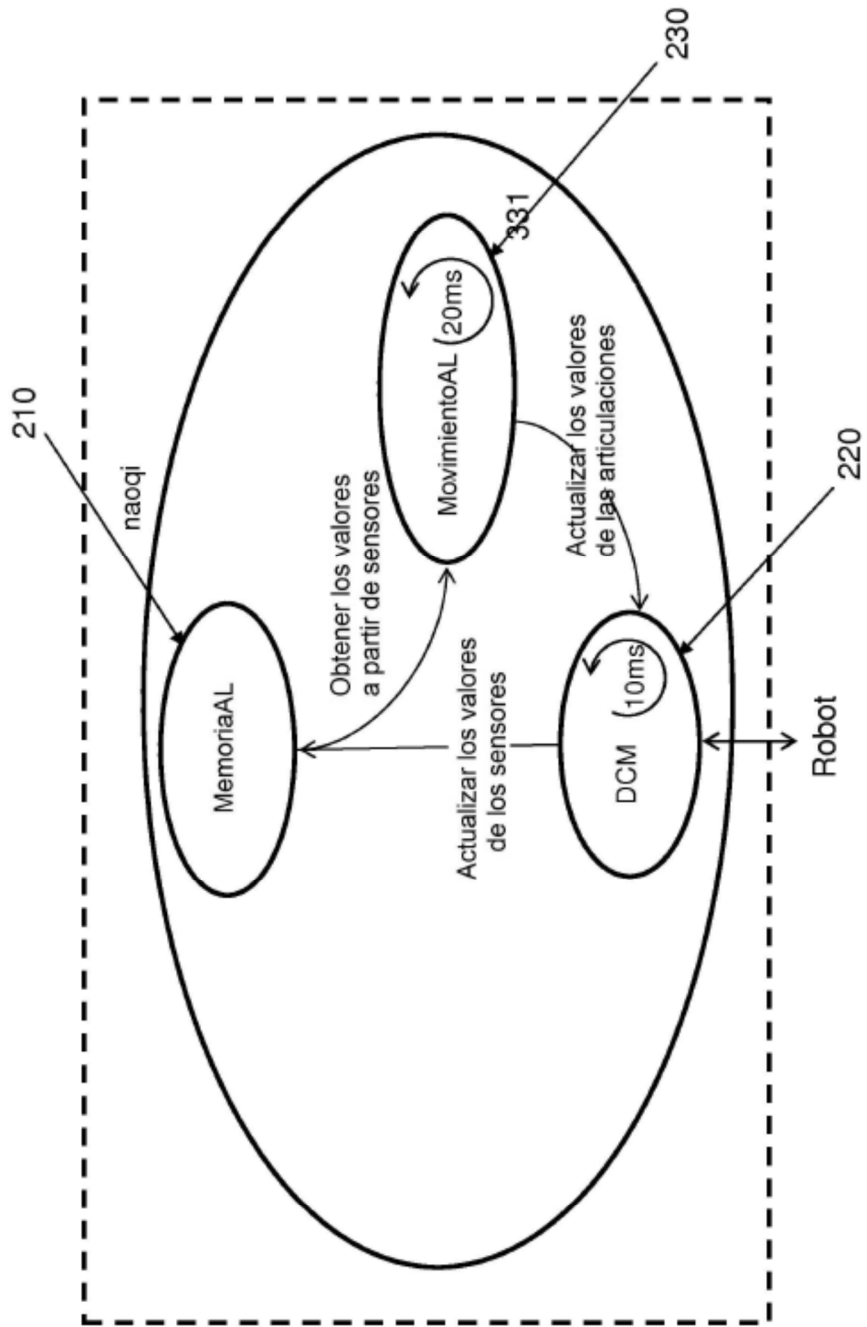 210
naoqi
MemoriaAL
Obtener los valores
a partir de sensores
MovimientoAL
20ms
331
230
Actualizar los valores
de los sensores
Actualizar los valores
de las articulaciones
DCM
10ms
220
Robot